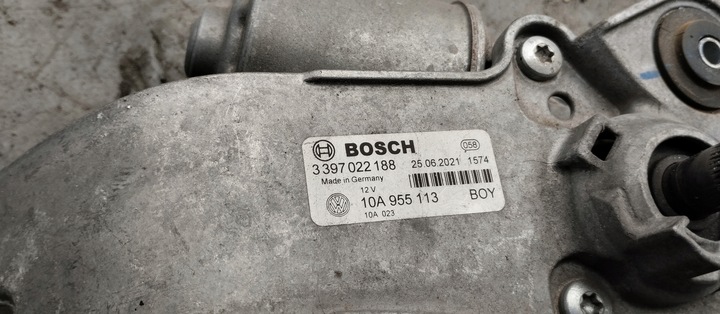 BOSCH 058
3 397 022 188 25.06.2021 1574
Made in Germany
12 V
10A 955 113 BOY
10A 023